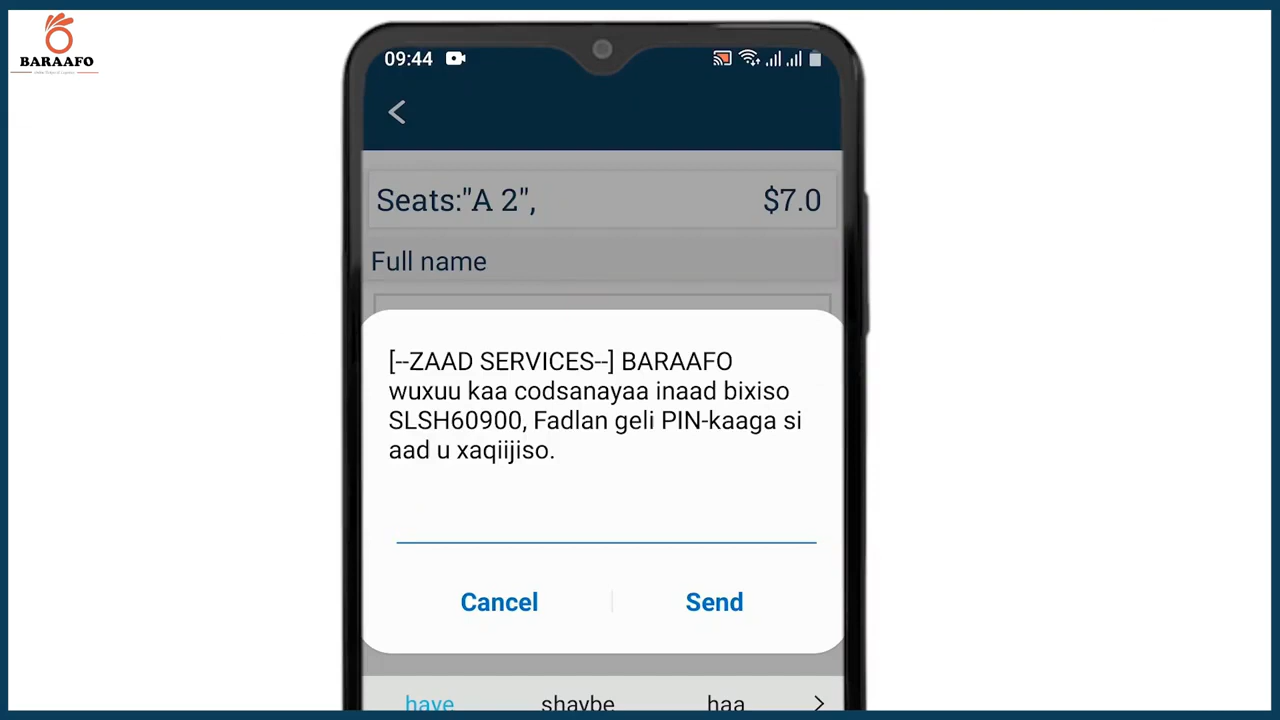 BARAAFO
09:44
Seats:"A 2", $7.0
Full name
[--ZAAD SERVICES--] BARAAFO
wuxuu kaa codsanayaa inaad bixiso
SLSH60900, Fadlan geli PIN-kaaga si
aad u xaqiijiso.
Cancel Send
have shaybe haa